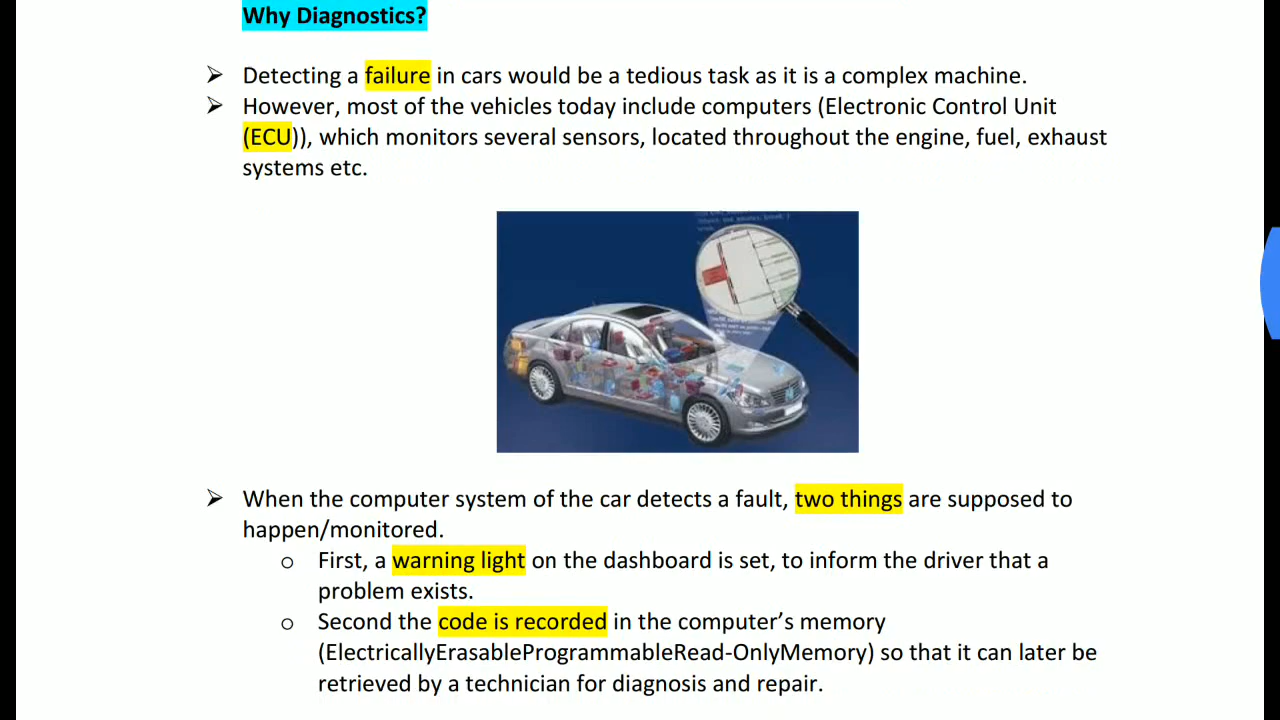 Why Diagnostics?
➢ Detecting a failure in cars would be a tedious task as it is a complex machine.
➢ However, most of the vehicles today include computers (Electronic Control Unit
(ECU)), which monitors several sensors, located throughout the engine, fuel, exhaust
systems etc.
➢ When the computer system of the car detects a fault, two things are supposed to
happen/monitored.
o First, a warning light on the dashboard is set, to inform the driver that a
problem exists.
o Second the code is recorded in the computer’s memory
(ElectricallyErasableProgrammableRead-OnlyMemory) so that it can later be
retrieved by a technician for diagnosis and repair.